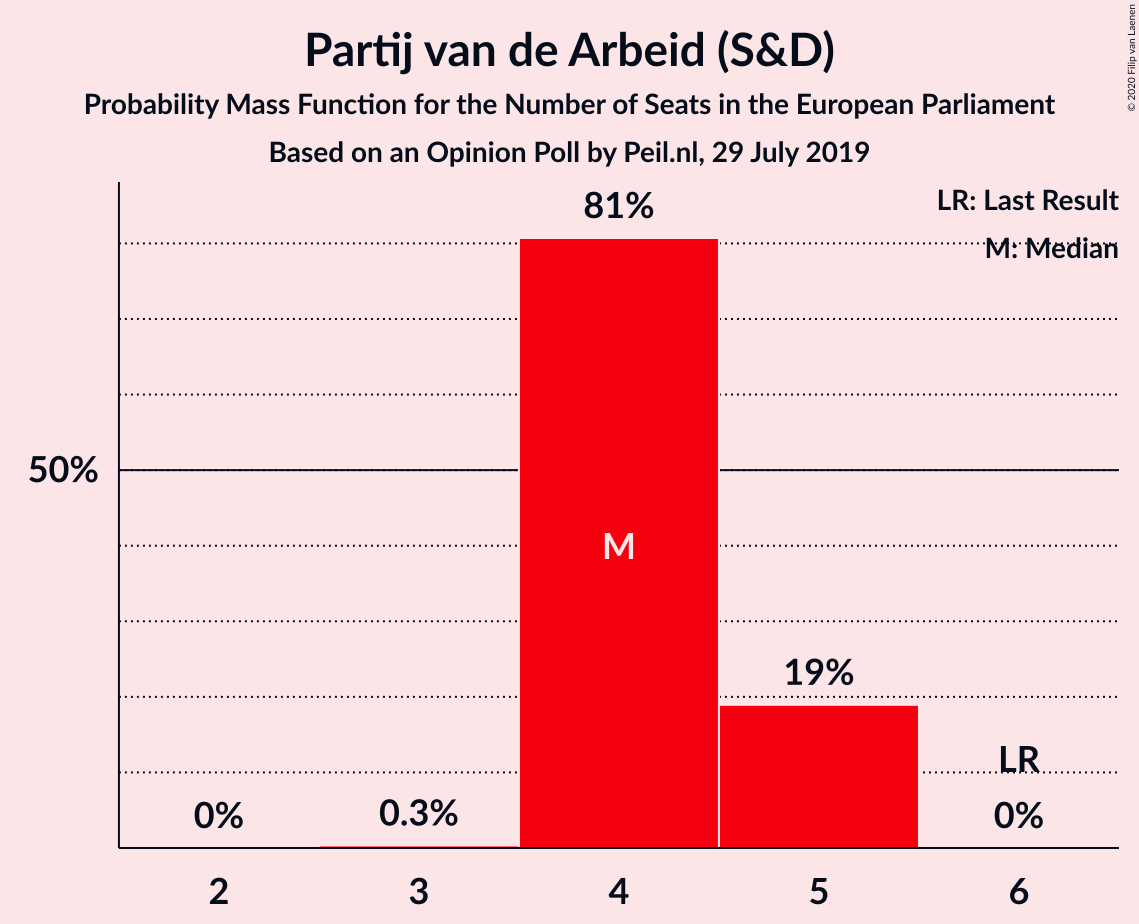 Partij van de Arbeid (S&D)
Probability Mass Function for the Number of Seats in the European Parliament
Based on an Opinion Poll by Peil.nl, 29 July 2019
© 2020 Filip van Laenen
LR: Last Result
M: Median
81%
50%
M
19%
LR
0%
0.3%
0%
2
3
4
5
6